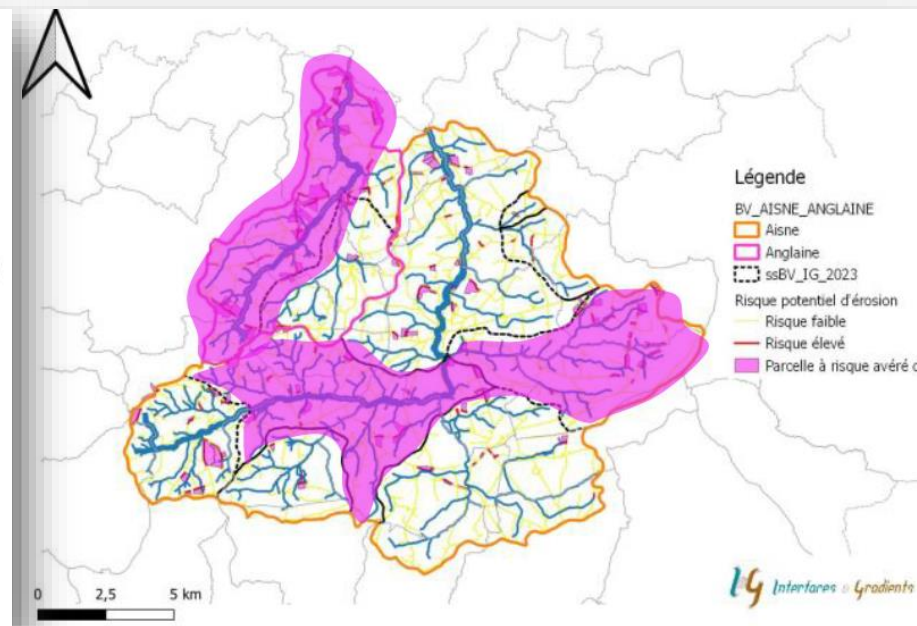 Légende
BV_AISNE_ANGLAINE
Aisne
Anglaine
ssBV_IG_2023
Risque potentiel d'érosion
Risque faible
Risque élevé
Parcelle à risque avéré d
0 2,5 5 km
I&G Interfaces & Gradients